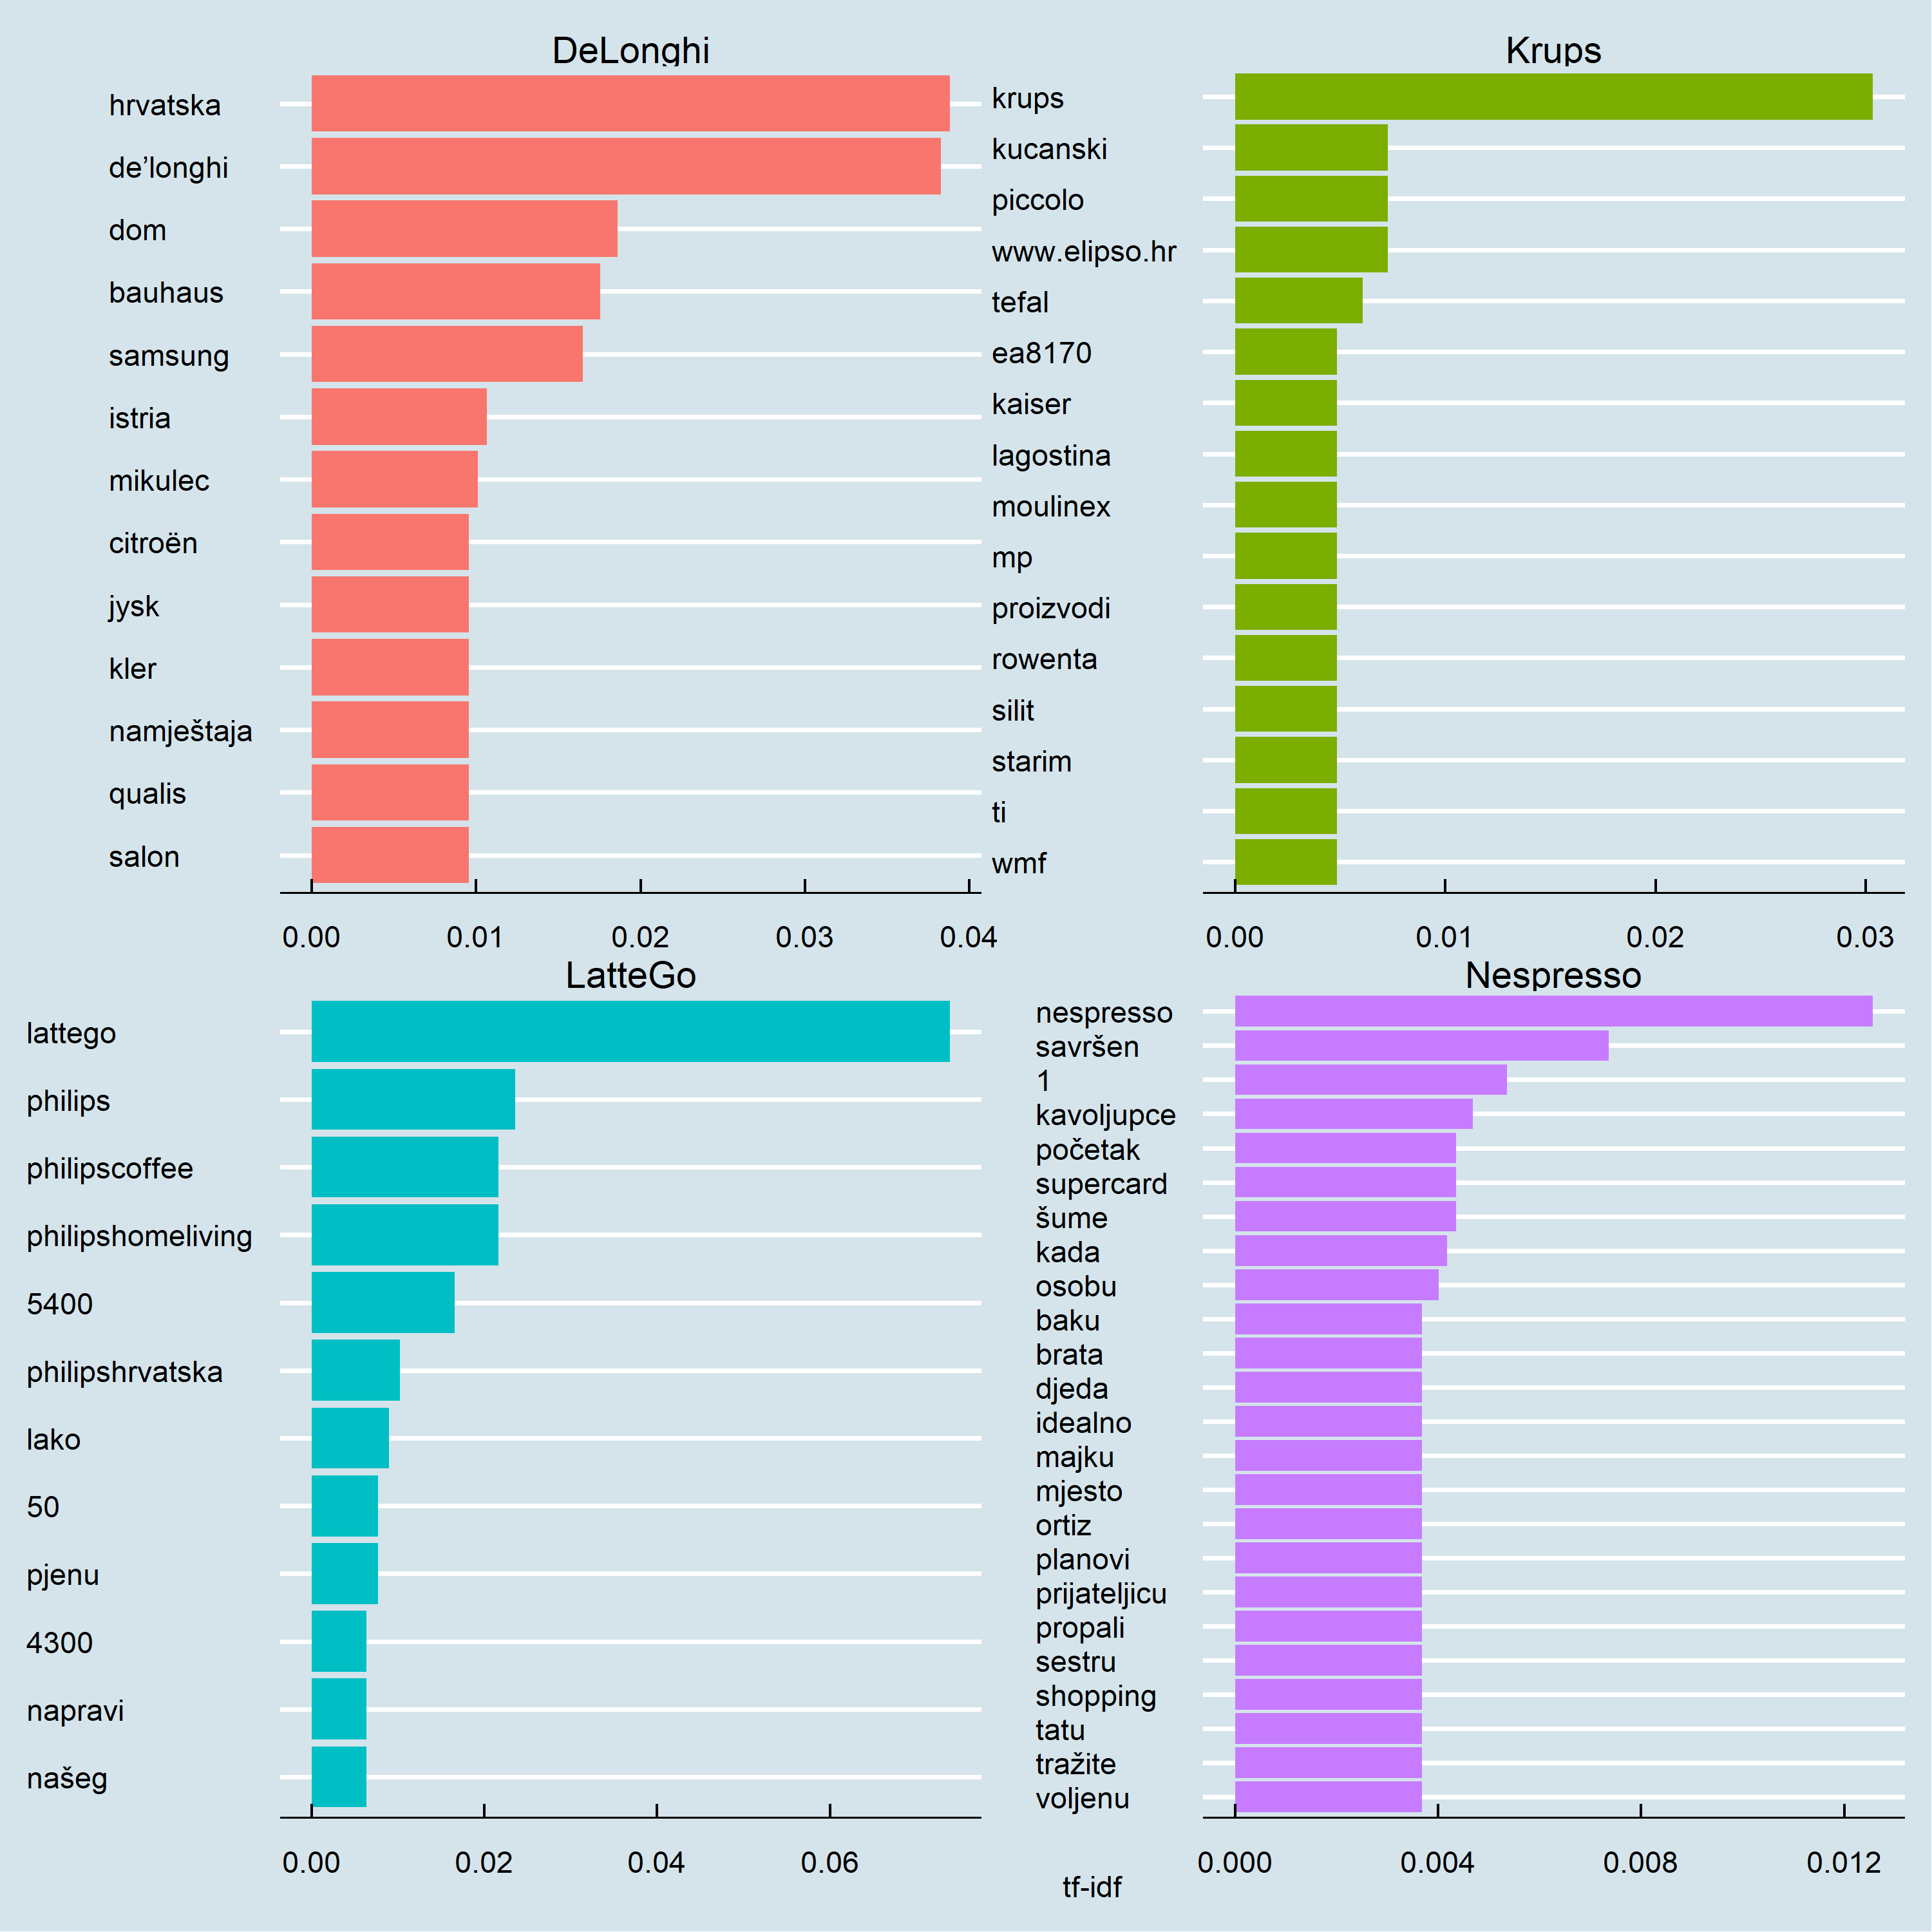 DeLonghi
hrvatska
de’longhi
dom
bauhaus
samsung
istria
mikulec
citroën
jysk
kler
namještaja
qualis
salon
0.00 0.01 0.02 0.03 0.04
Krups
krups
kucanski
piccolo
www.elipso.hr
tefal
ea8170
kaiser
lagostina
moulinex
mp
proizvodi
rowenta
silit
starim
ti
wmf
0.00 0.01 0.02 0.03
LatteGo
lattego
philips
philipscoffee
philipshomeliving
5400
philipshrvatska
lako
50
pjenu
4300
napravi
našeg
0.00 0.02 0.04 0.06
Nespresso
nespresso
savršen
1
kavoljupce
početak
supercard
šume
kada
osobu
baku
brata
djeda
idealno
majku
mjesto
ortiz
planovi
prijateljicu
propali
sestru
shopping
tatu
tražite
voljenu
0.000 0.004 0.008 0.012
tf-idf